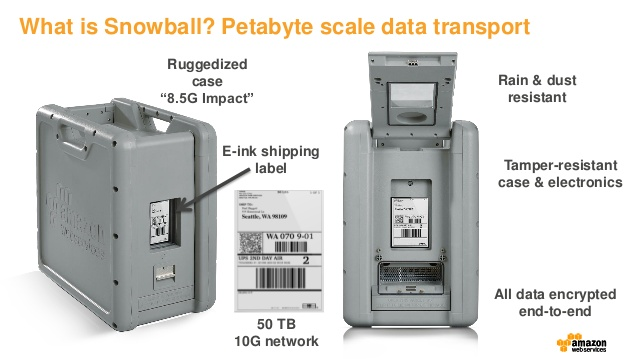 What is Snowball? Petabyte scale data transport
Ruggedized
case
“8.5G Impact”
E-ink shipping
label
Rain & dust
resistant
Tamper-resistant
case & electronics
All data encrypted
end-to-end
Seattle, WA 98109
WA 070 9-01
UPS 2ND DAY AIR
2
50 TB
10G network
amazon
web services